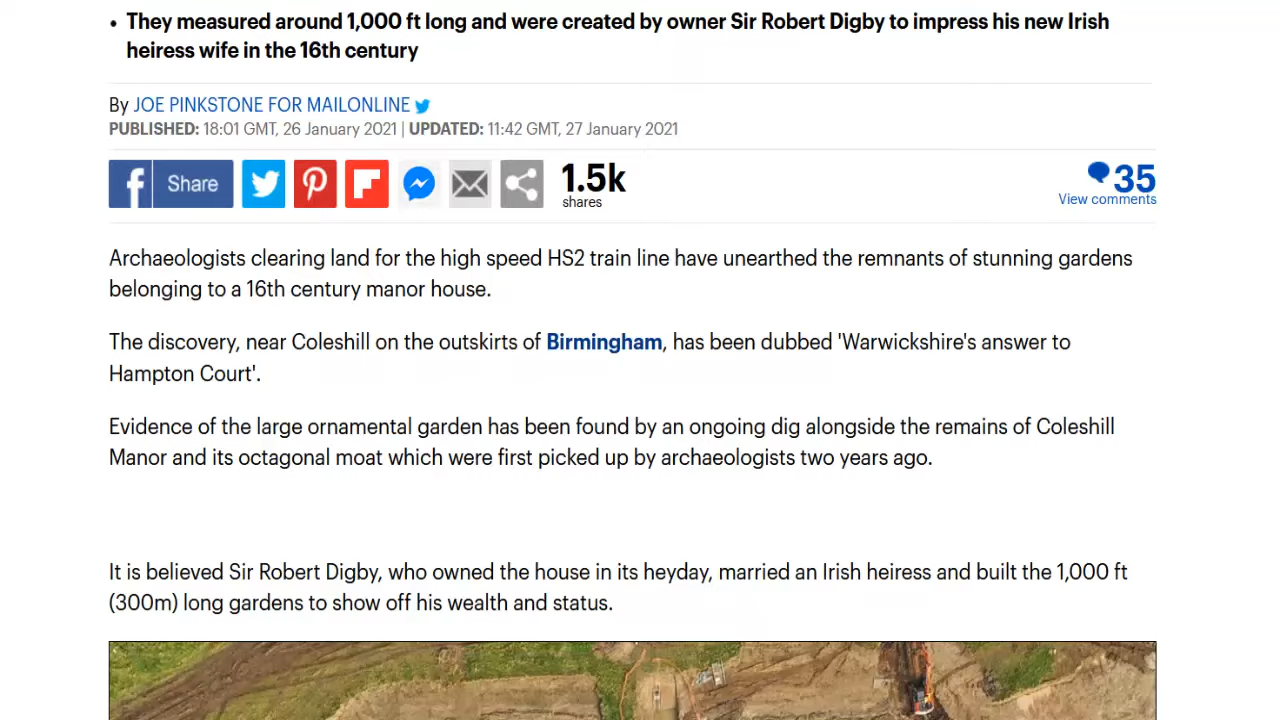 • They measured around 1,000 ft long and were created by owner Sir Robert Digby to impress his new Irish
heiress wife in the 16th century
By JOE PINKSTONE FOR MAILONLINE
PUBLISHED: 18:01 GMT, 26 January 2021 | UPDATED: 11:42 GMT, 27 January 2021
Share
1.5k
shares
35
View comments
Archaeologists clearing land for the high speed HS2 train line have unearthed the remnants of stunning gardens
belonging to a 16th century manor house.
The discovery, near Coleshill on the outskirts of Birmingham, has been dubbed 'Warwickshire's answer to
Hampton Court'.
Evidence of the large ornamental garden has been found by an ongoing dig alongside the remains of Coleshill
Manor and its octagonal moat which were first picked up by archaeologists two years ago.
It is believed Sir Robert Digby, who owned the house in its heyday, married an Irish heiress and built the 1,000 ft
(300m) long gardens to show off his wealth and status.